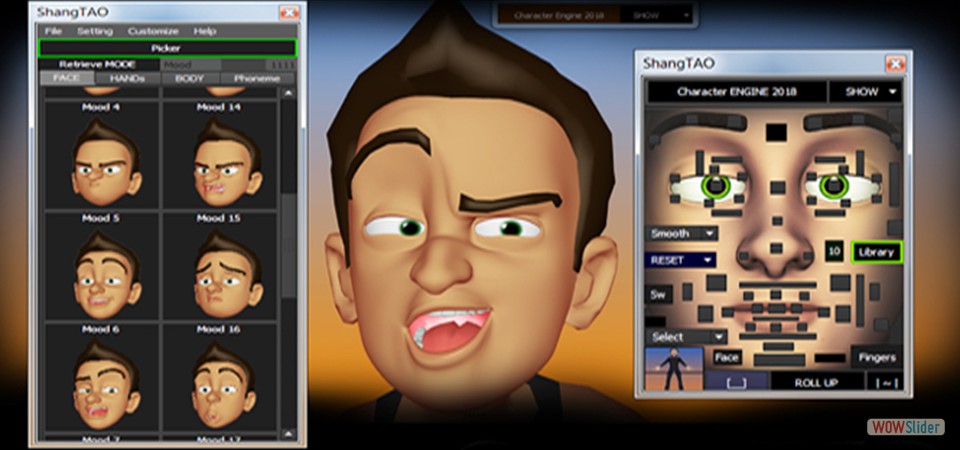 ShangTAO
File Setting Customize Help
Picker
Retrieve MODE Mood 1111
FACE HANDs BODY Phoneme
Mood 4 Mood 14
Mood 5 Mood 15
Mood 6 Mood 16
Mood 7 Mood 17
Character Engine 2018 SHOW
ShangTAO
Character ENGINE 2018 SHOW
Smooth
RESET
10 Library
Sw
Select
Face Fingers
[__] ROLL UP | ~ |
WOWSlider